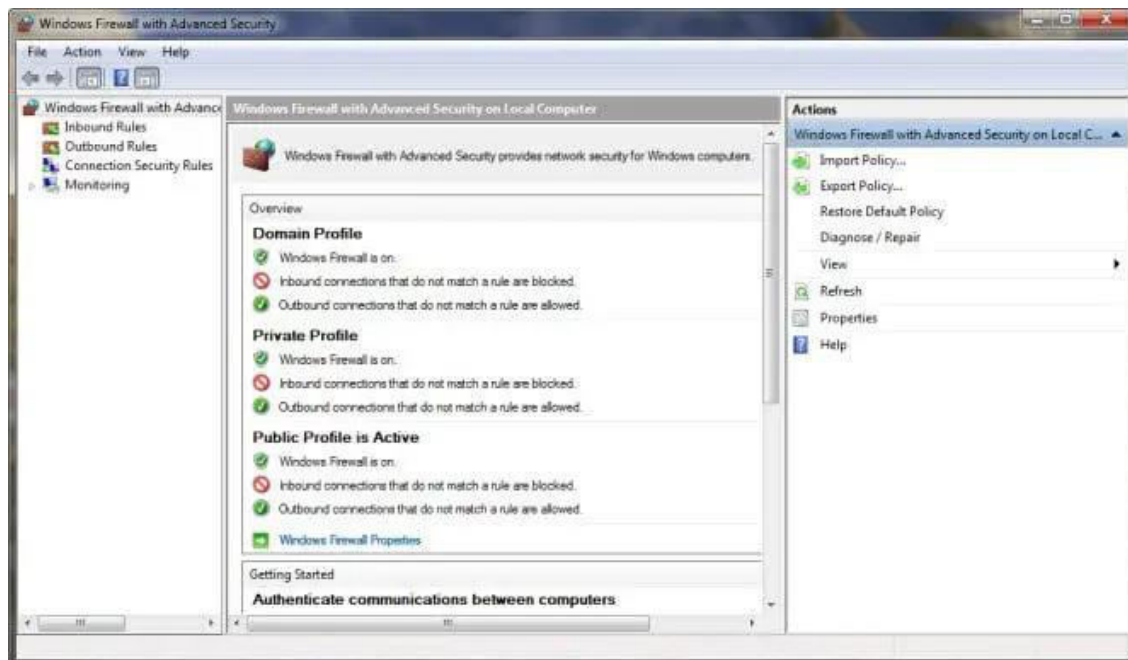 Windows Firewall with Advanced Security
File Action View Help
Windows Firewall with Advance
Inbound Rules
Outbound Rules
Connection Security Rules
Monitoring
Windows Firewall with Advanced Security on Local Computer
Windows Firewall with Advanced Security provides network security for Windows computers.
Overview
Domain Profile
Windows Firewall is on.
Inbound connections that do not match a rule are blocked.
Outbound connections that do not match a rule are allowed.
Private Profile
Windows Firewall is on.
Inbound connections that do not match a rule are blocked.
Outbound connections that do not match a rule are allowed.
Public Profile is Active
Windows Firewall is on.
Inbound connections that do not match a rule are blocked.
Outbound connections that do not match a rule are allowed.
Windows Firewall Properties
Getting Started
Authenticate communications between computers
Actions
Windows Firewall with Advanced Security on Local C...
Import Policy...
Export Policy...
Restore Default Policy
Diagnose / Repair
View
Refresh
Properties
Help